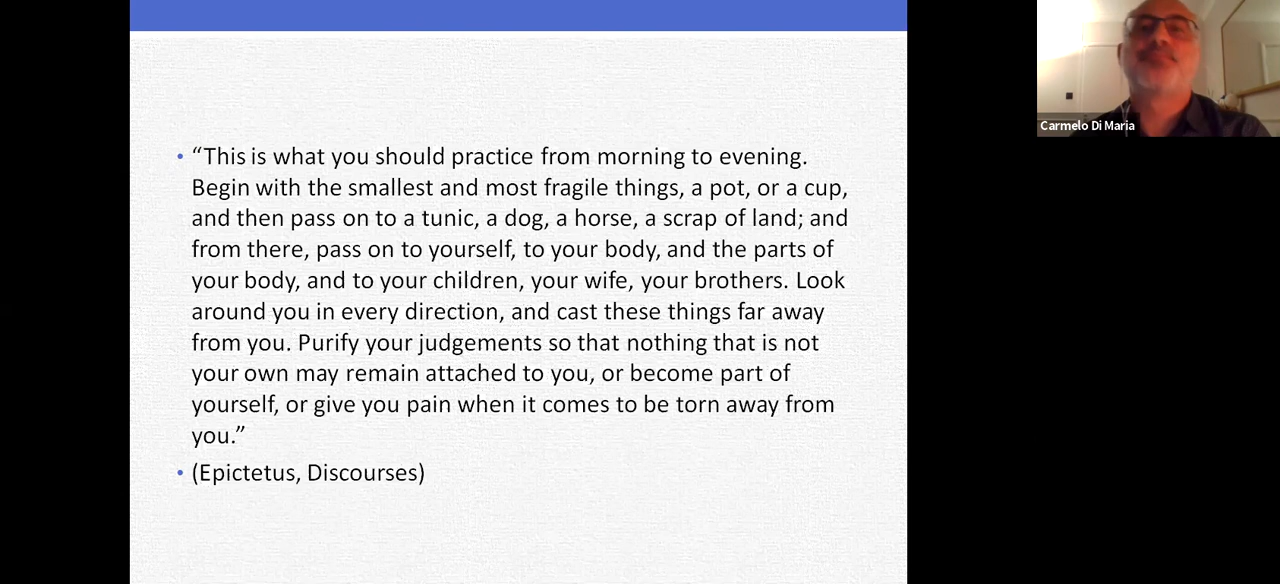 “This is what you should practice from morning to evening.
Begin with the smallest and most fragile things, a pot, or a cup,
and then pass on to a tunic, a dog, a horse, a scrap of land; and
from there, pass on to yourself, to your body, and the parts of
your body, and to your children, your wife, your brothers. Look
around you in every direction, and cast these things far away
from you. Purify your judgements so that nothing that is not
your own may remain attached to you, or become part of
yourself, or give you pain when it comes to be torn away from
you.”
(Epictetus, Discourses)
Carmelo Di Maria